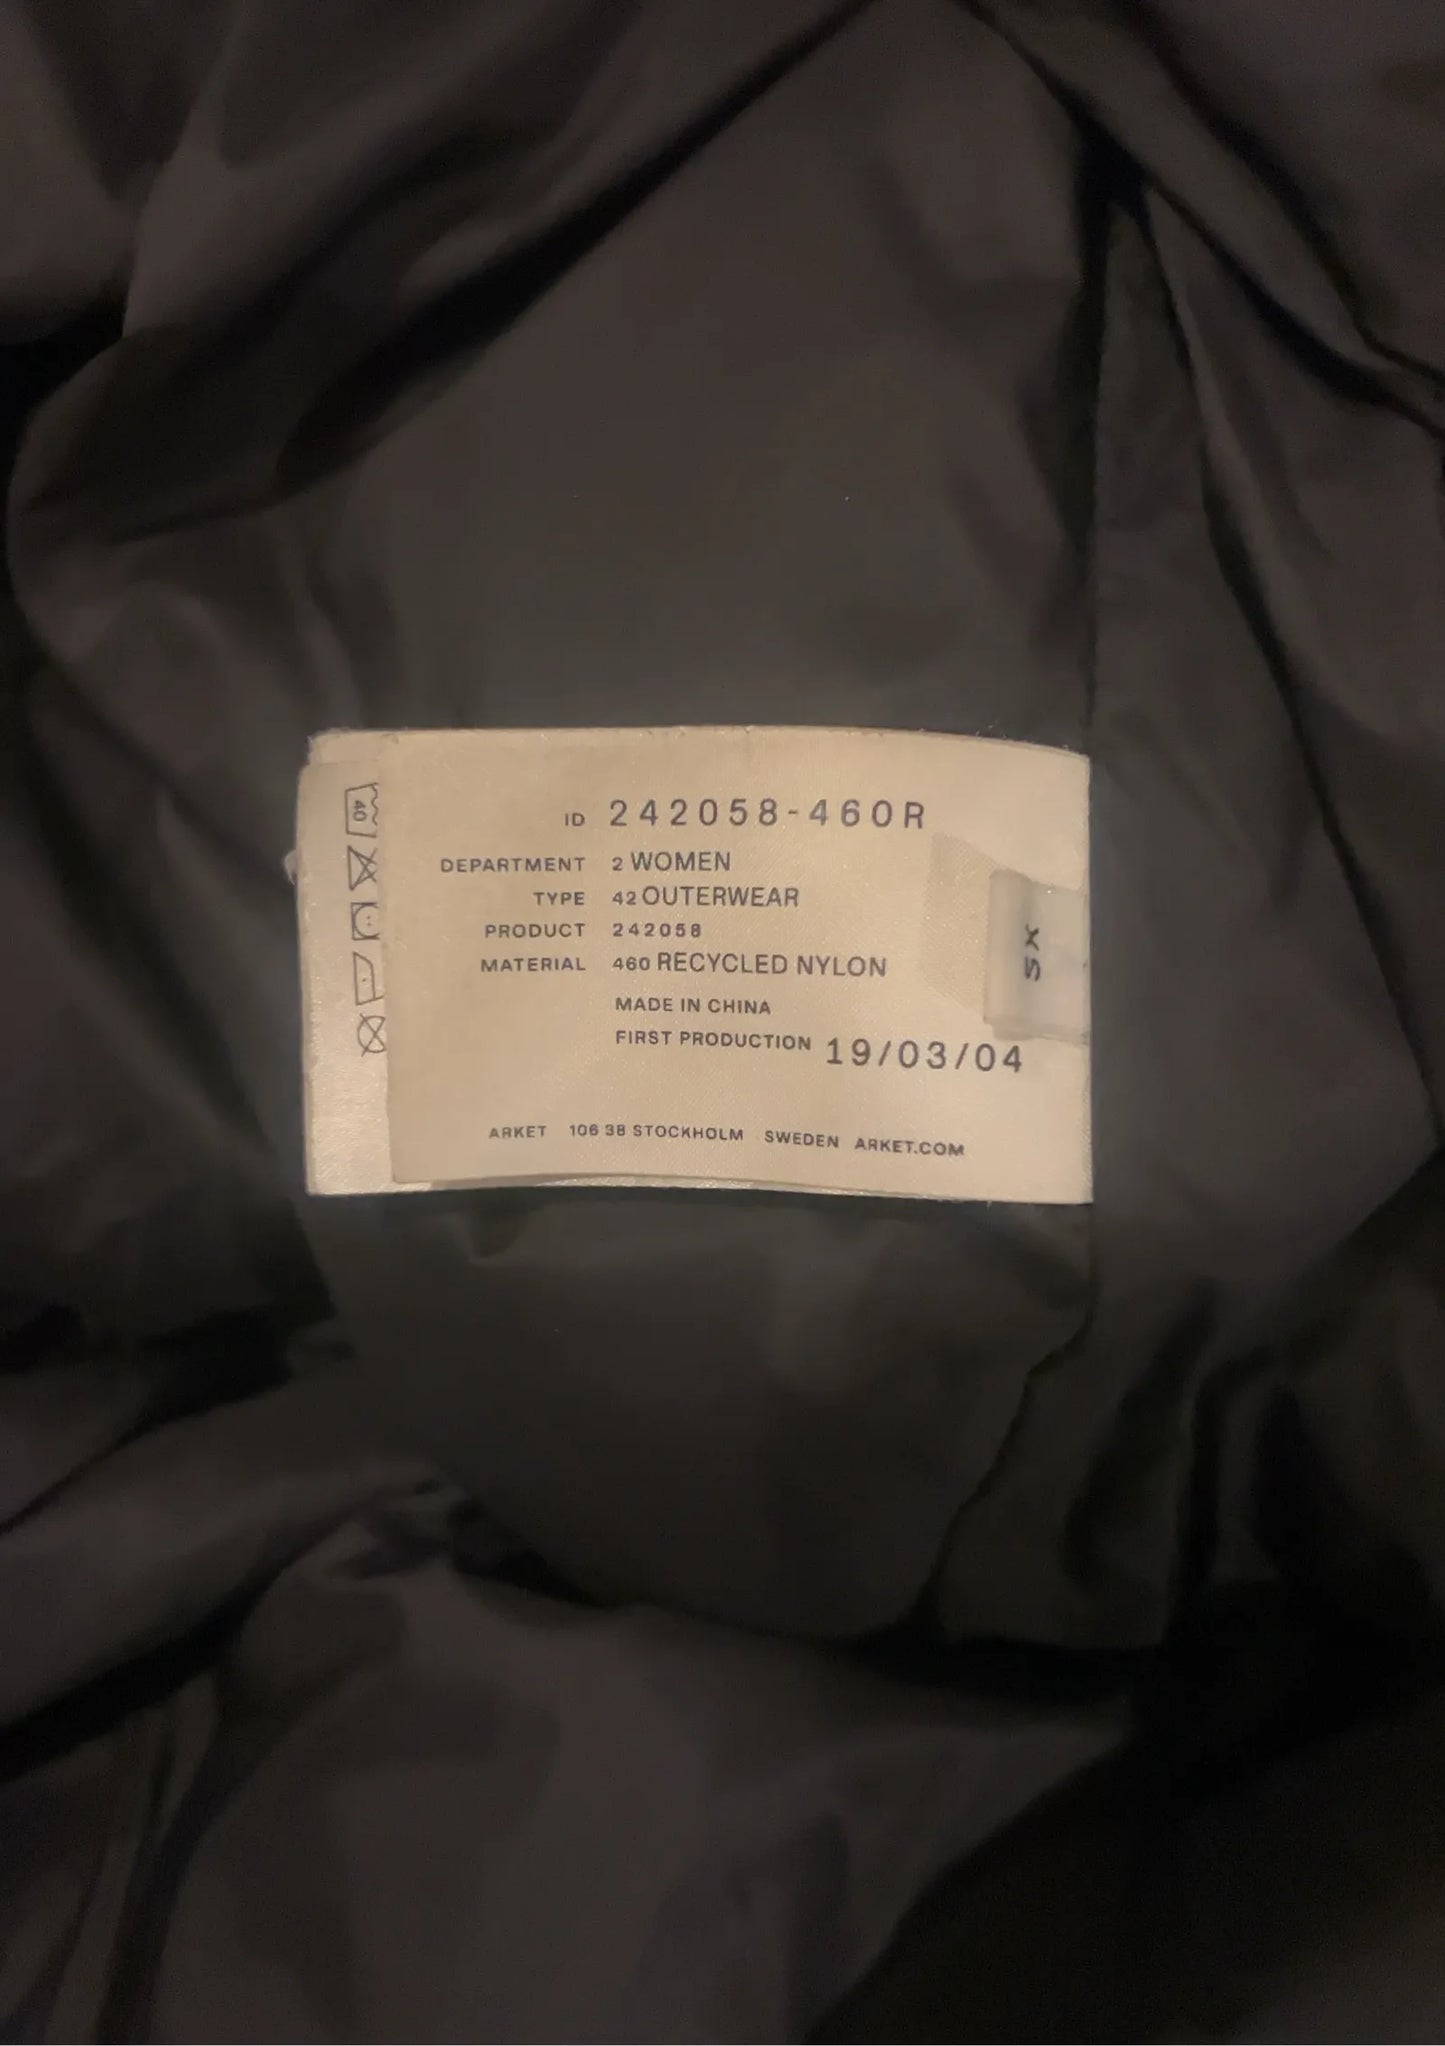 ID 242058-460R
DEPARTMENT 2 WOMEN
TYPE 42 OUTERWEAR
PRODUCT 242058
MATERIAL 460 RECYCLED NYLON
MADE IN CHINA
FIRST PRODUCTION 19/03/04
ARKET 106 38 STOCKHOLM SWEDEN ARKET.COM
XS
40